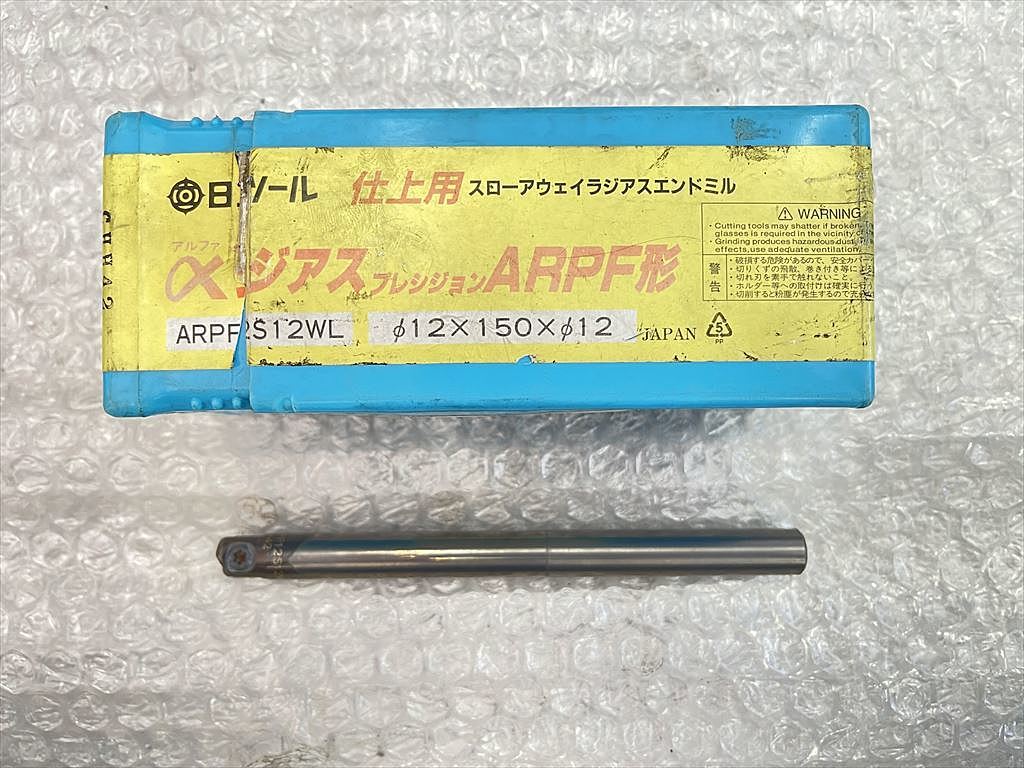 日 ツール 仕上用 スローアウェイラジアスエンドミル
アルファ
α ジアス プレシジョン ARPF形
ARPF S12WL φ12×150×φ12 JAPAN
5
PP
WARNING
・Cutting tools may shatter if broken
glasses is required in the vicinity
・Grinding produces hazardous dust
effects, use adequate ventilation
警告
・破損する危険があるので、安全カバ
・切りくずの飛散、巻き付き等に
・切れ刃を素手で触れないこと。
・ホルダー等への取付けは確実に行
・切削すると粉塵が発生するので